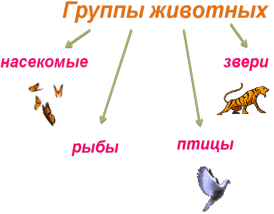 Группы животных
насекомые
звери
рыбы
птицы